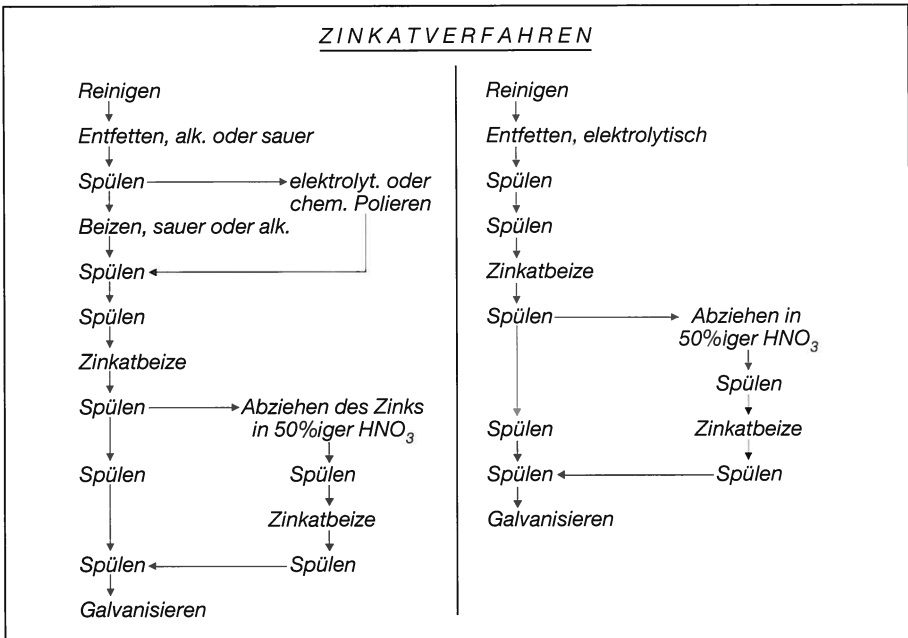 ZINKATVERFAHREN
Reinigen
Entfetten, alk. oder sauer
Spülen
elektrolyt. oder
chem. Polieren
Beizen, sauer oder alk.
Spülen
Spülen
Zinkatbeize
Spülen
Abziehen des Zinks
in 50%iger HNO₃
Spülen
Spülen
Zinkatbeize
Spülen
Spülen
Galvanisieren
Reinigen
Entfetten, elektrolytisch
Spülen
Spülen
Zinkatbeize
Spülen
Abziehen in
50%iger HNO₃
Spülen
Spülen
Zinkatbeize
Spülen
Spülen
Galvanisieren